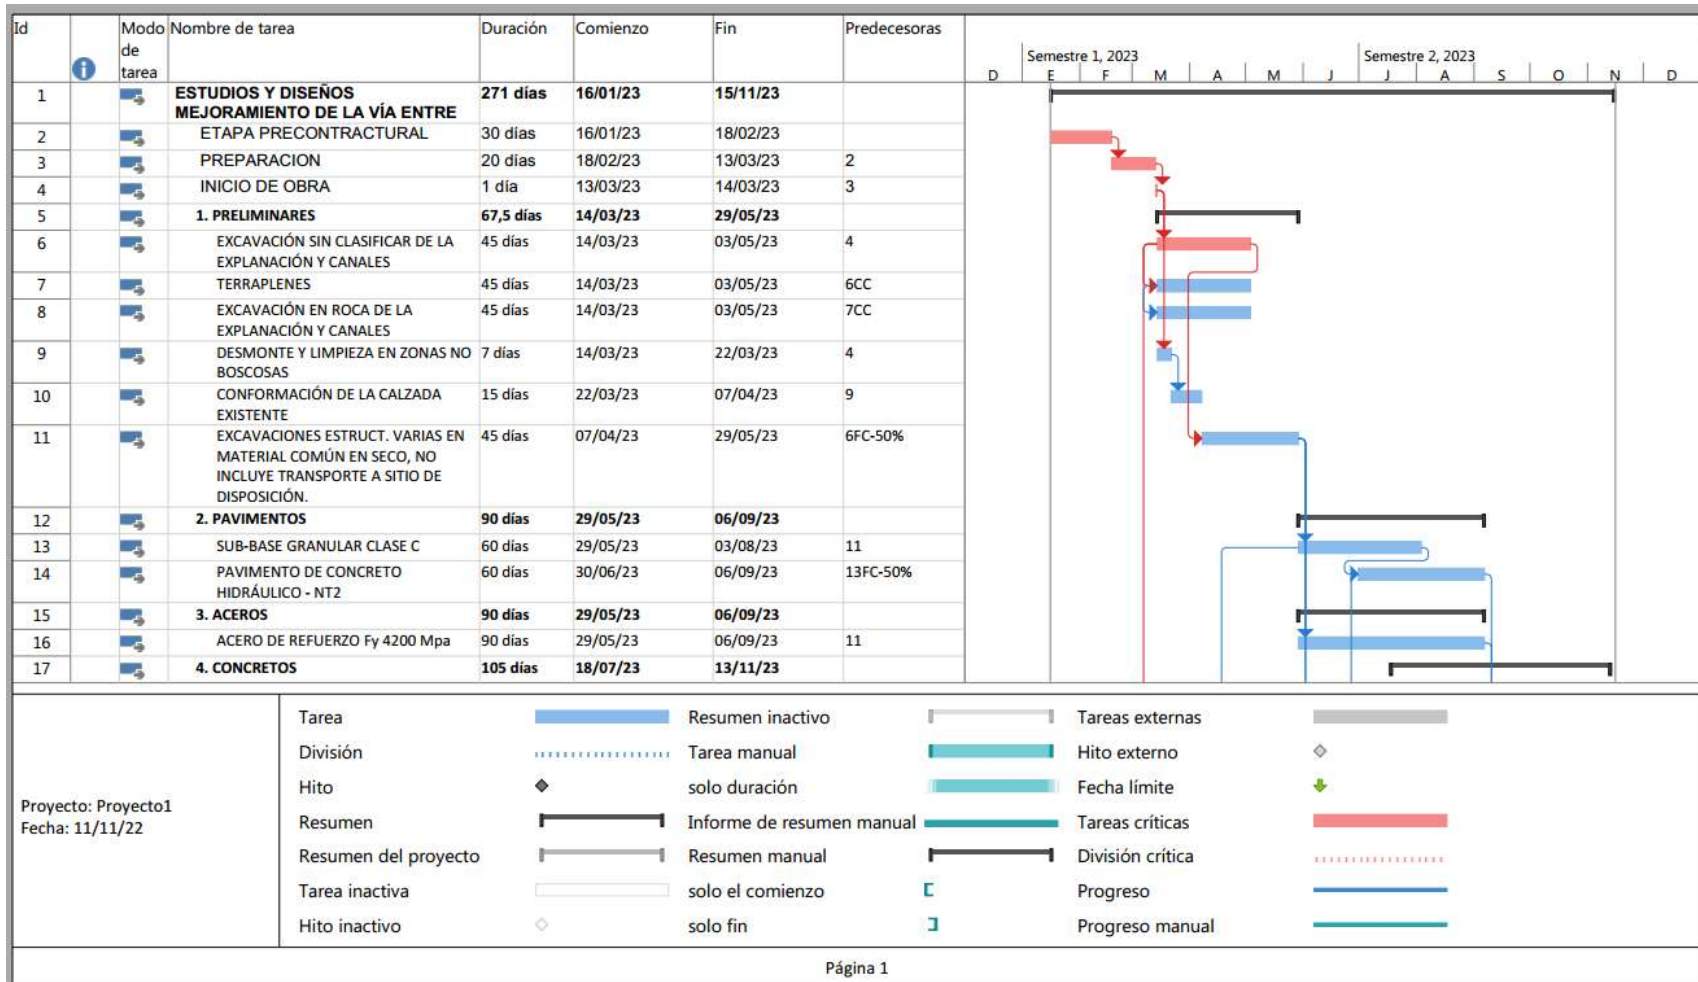 Id Modo Nombre de tarea Duración Comienzo Fin Predecesoras
de
tarea
Semestre 1, 2023 Semestre 2, 2023
D E F M A M J J A S O N D
1 ESTUDIOS Y DISEÑOS 271 días 16/01/23 15/11/23
MEJORAMIENTO DE LA VÍA ENTRE
2 ETAPA PRECONTRACTURAL 30 días 16/01/23 18/02/23
3 PREPARACION 20 días 18/02/23 13/03/23 2
4 INICIO DE OBRA 1 día 13/03/23 14/03/23 3
5 1. PRELIMINARES 67,5 días 14/03/23 29/05/23
6 EXCAVACIÓN SIN CLASIFICAR DE LA 45 días 14/03/23 03/05/23 4
EXPLANACIÓN Y CANALES
7 TERRAPLENES 45 días 14/03/23 03/05/23 6CC
8 EXCAVACIÓN EN ROCA DE LA 45 días 14/03/23 03/05/23 7CC
EXPLANACIÓN Y CANALES
9 DESMONTE Y LIMPIEZA EN ZONAS NO 7 días 14/03/23 22/03/23 4
BOSCOSAS
10 CONFORMACIÓN DE LA CALZADA 15 días 22/03/23 07/04/23 9
EXISTENTE
11 EXCAVACIONES ESTRUCT. VARIAS EN 45 días 07/04/23 29/05/23 6FC-50%
MATERIAL COMÚN EN SECO, NO
INCLUYE TRANSPORTE A SITIO DE
DISPOSICIÓN.
12 2. PAVIMENTOS 90 días 29/05/23 06/09/23
13 SUB-BASE GRANULAR CLASE C 60 días 29/05/23 03/08/23 11
14 PAVIMENTO DE CONCRETO 60 días 30/06/23 06/09/23 13FC-50%
HIDRÁULICO - NT2
15 3. ACEROS 90 días 29/05/23 06/09/23
16 ACERO DE REFUERZO Fy 4200 Mpa 90 días 29/05/23 06/09/23 11
17 4. CONCRETOS 105 días 18/07/23 13/11/23
Proyecto: Proyecto1
Fecha: 11/11/22
Tarea Resumen inactivo Tareas externas
División Tarea manual Hito externo
Hito solo duración Fecha límite
Resumen Informe de resumen manual Tareas críticas
Resumen del proyecto Resumen manual División crítica
Tarea inactiva solo el comienzo Progreso
Hito inactivo solo fin Progreso manual
Página 1